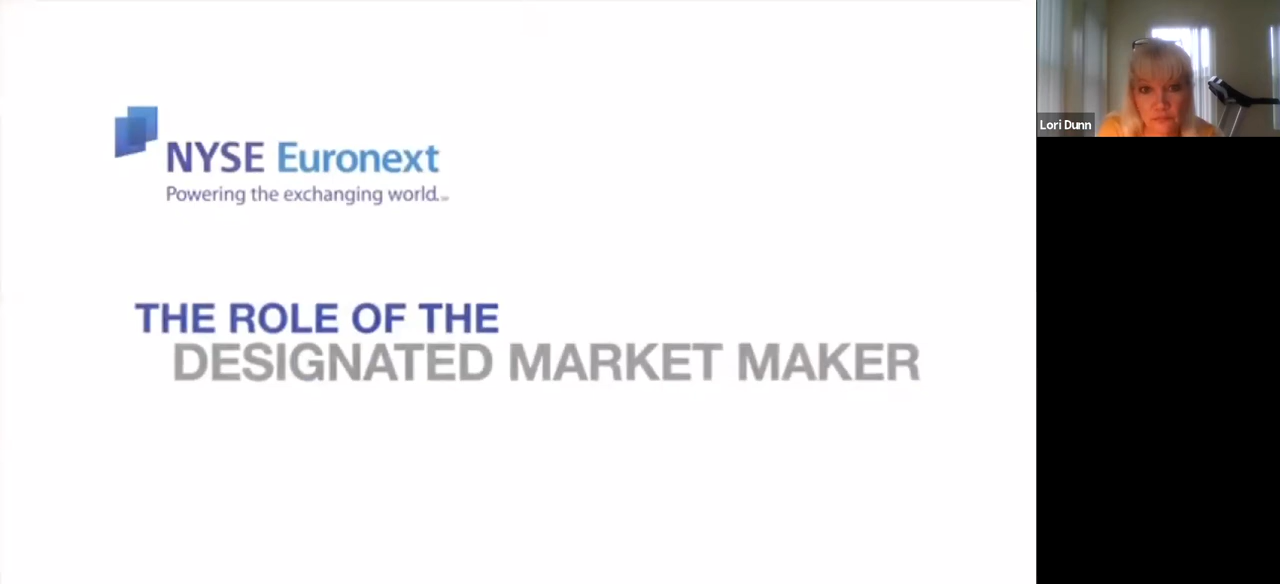 NYSE Euronext
Powering the exchanging world.
THE ROLE OF THE
DESIGNATED MARKET MAKER
Lori Dunn